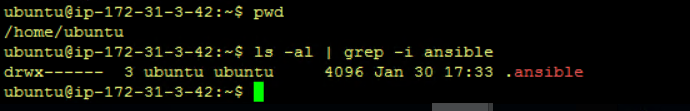 ubuntu@ip-172-31-3-42:~$ pwd
/home/ubuntu
ubuntu@ip-172-31-3-42:~$ ls -al | grep -i ansible
drwx------  3 ubuntu ubuntu     4096 Jan 30 17:33 .ansible
ubuntu@ip-172-31-3-42:~$